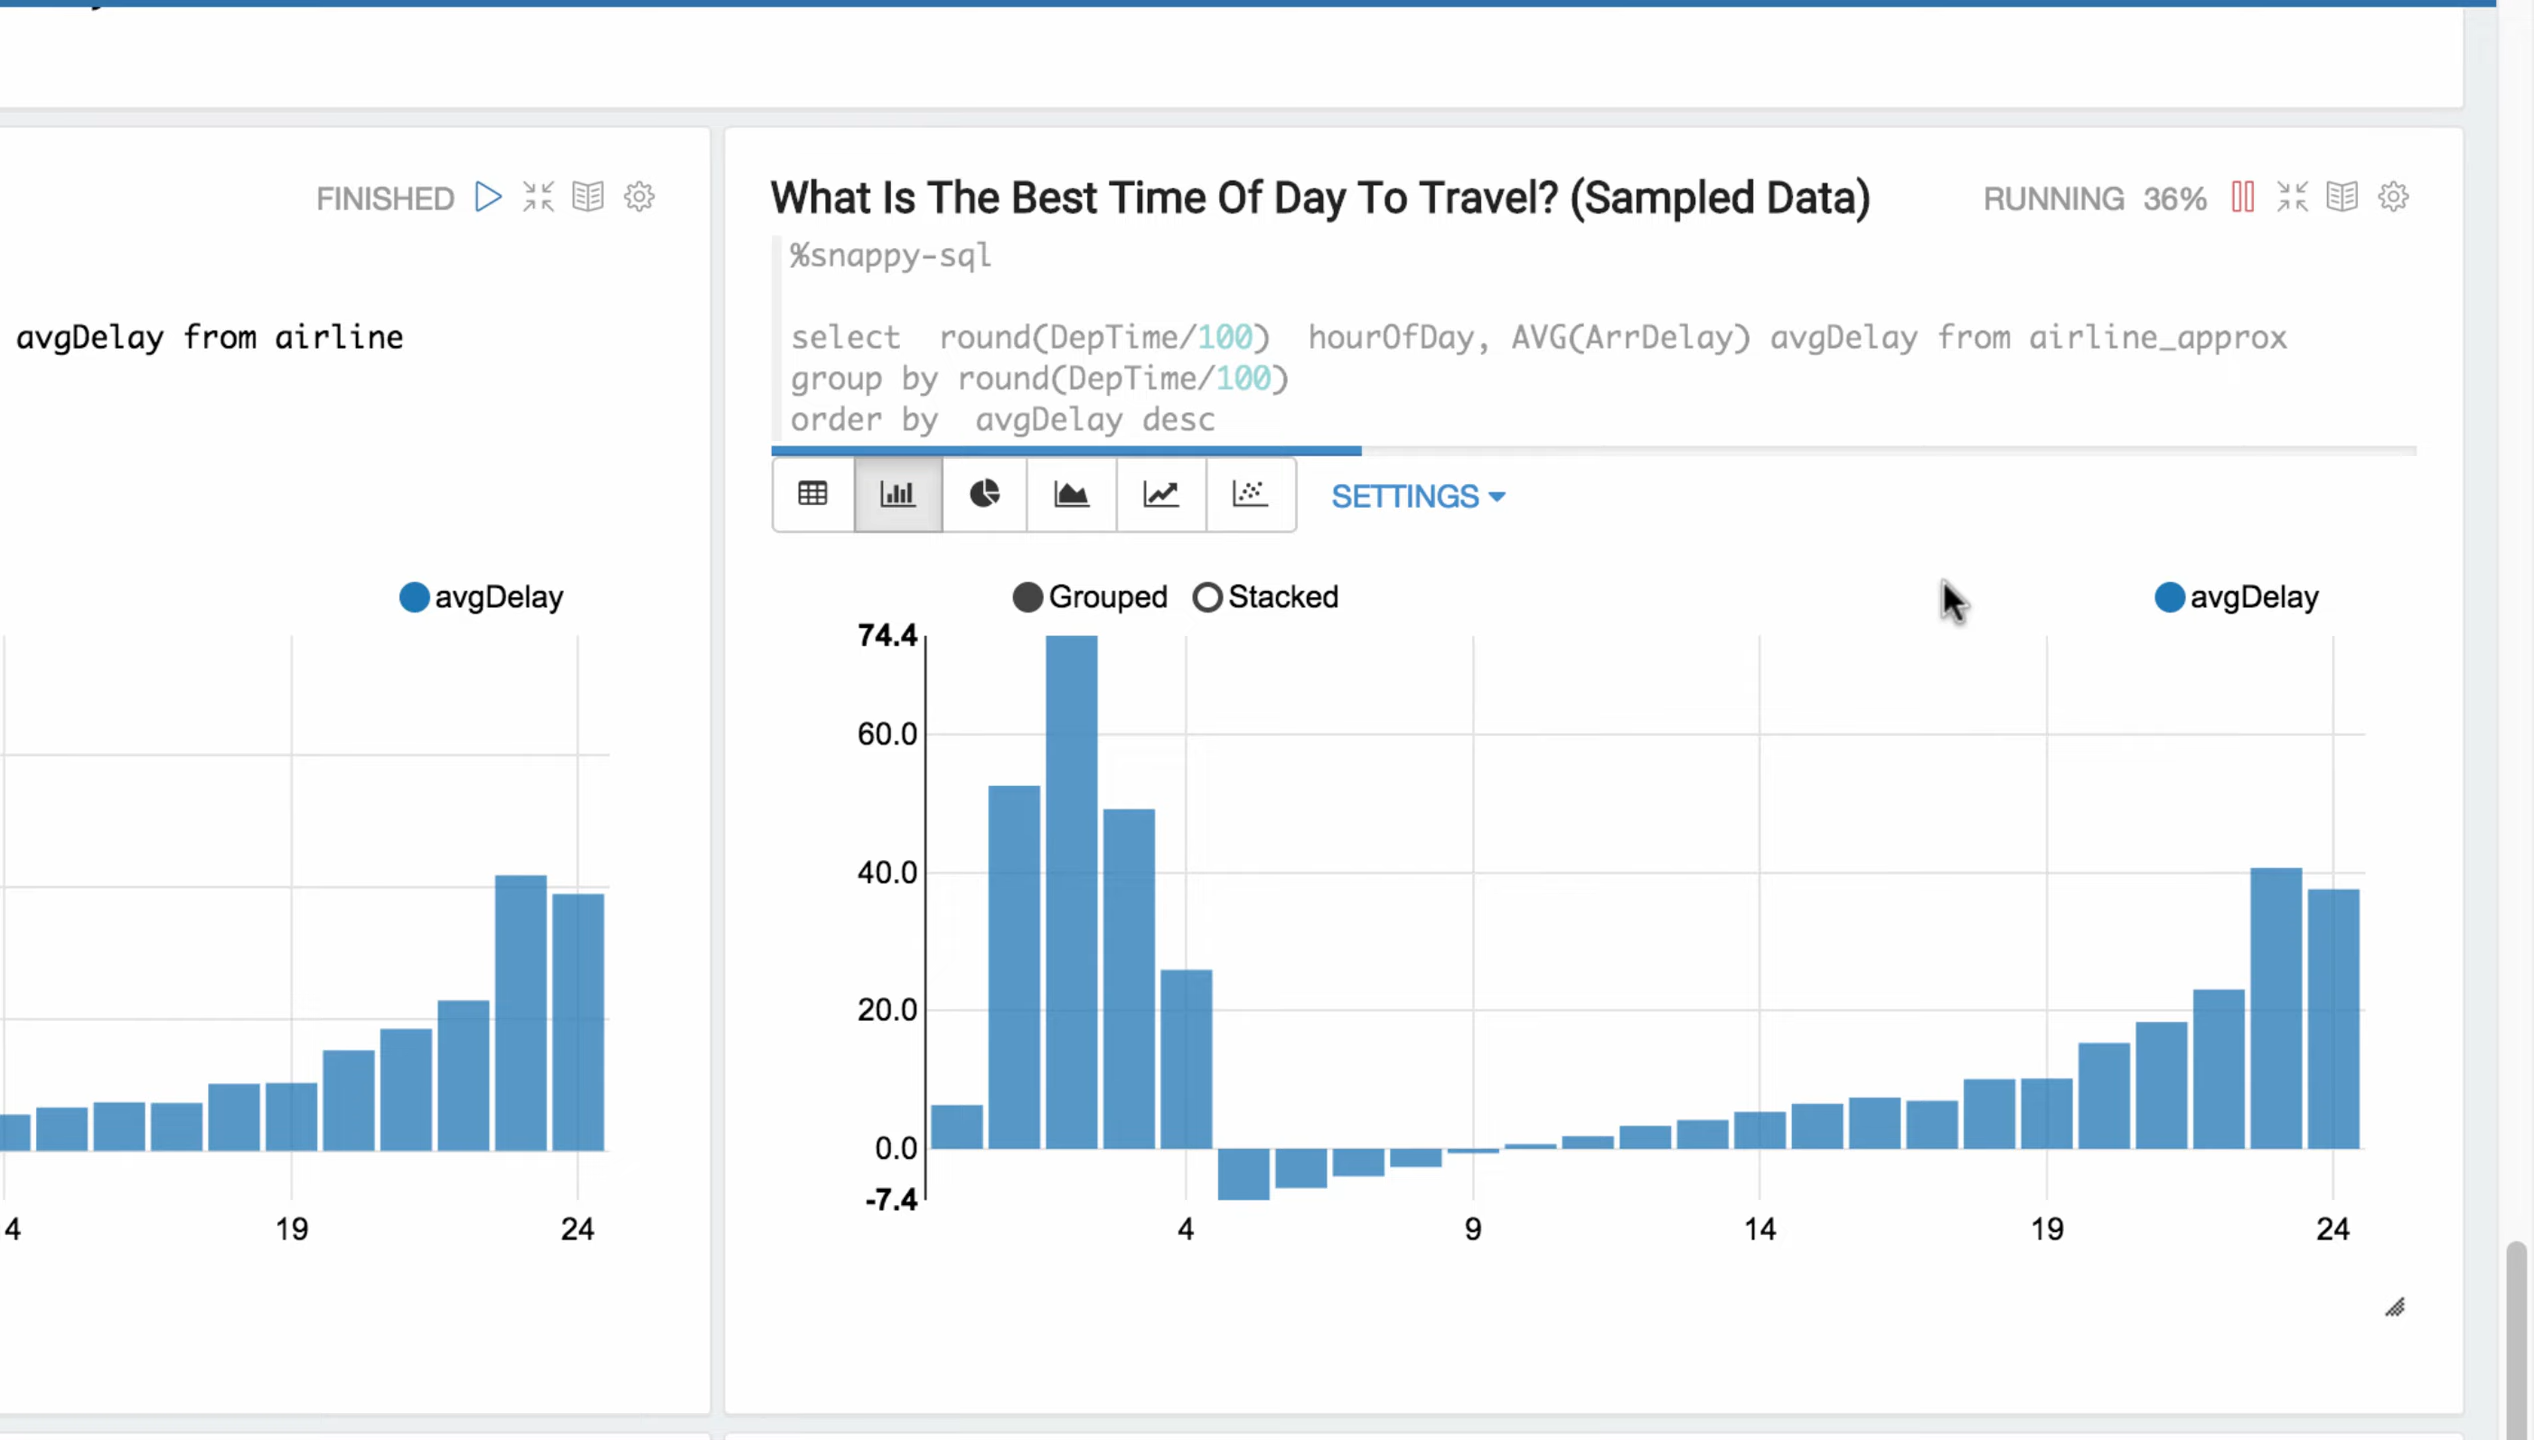 FINISHED
avgDelay from airline
avgDelay
4
19
24
What Is The Best Time Of Day To Travel? (Sampled Data)
RUNNING 36%
%snappy-sql
select round(DepTime/100) hourOfDay, AVG(ArrDelay) avgDelay from airline_approx
group by round(DepTime/100)
order by avgDelay desc
SETTINGS
Grouped
Stacked
avgDelay
74.4
60.0
40.0
20.0
0.0
-7.4
4
9
14
19
24